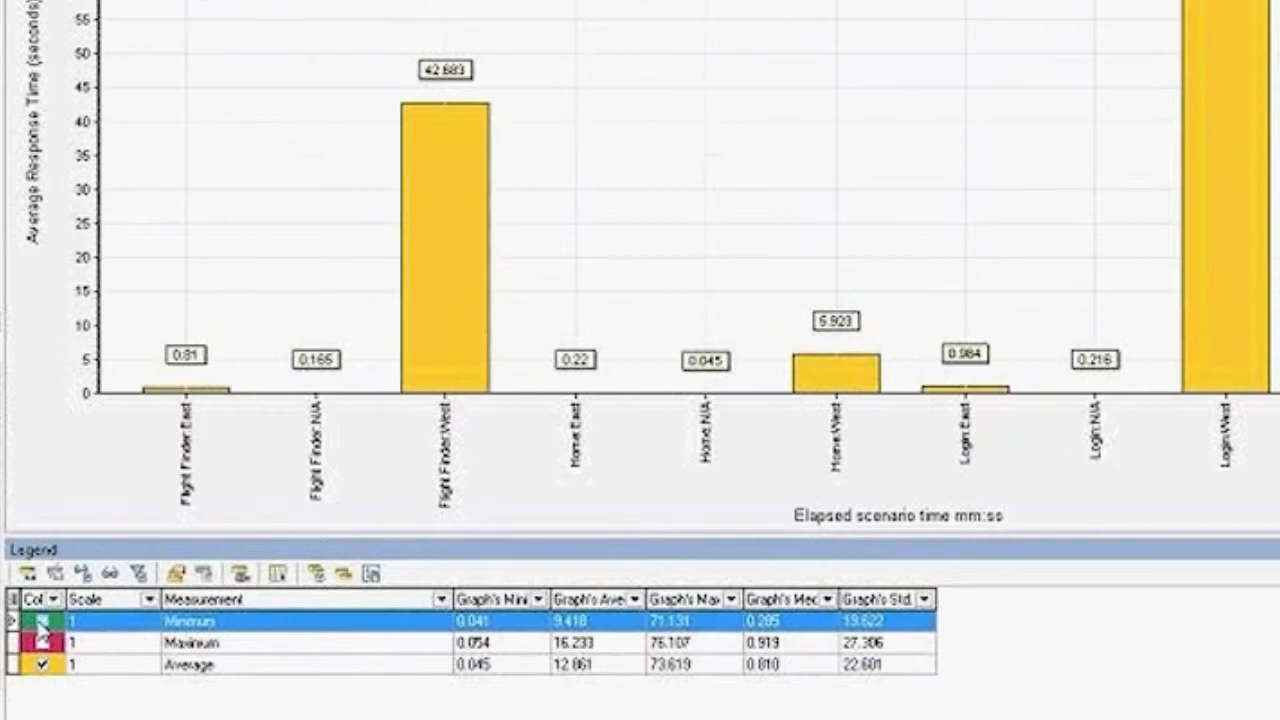 Average Response Time (seconds)
55
50
45
40
35
30
25
20
15
10
5
0
42.683
0.81
0.165
0.22
0.045
5.923
0.984
0.216
Flight Finder:East
Flight Finder:N/A
Flight Finder:West
Home:East
Home:N/A
Home:West
Login:East
Login:N/A
Login:West
Elapsed scenario time mm:ss
Legend
Col Scale Measurement Graph's Mini Graph's Ave Graph's Max Graph's Med Graph's Std.
1 Minimum 0.041 9.418 71.131 0.285 19.622
1 Maximum 0.054 16.233 76.107 0.919 27.306
1 Average 0.045 12.861 73.619 0.810 22.601